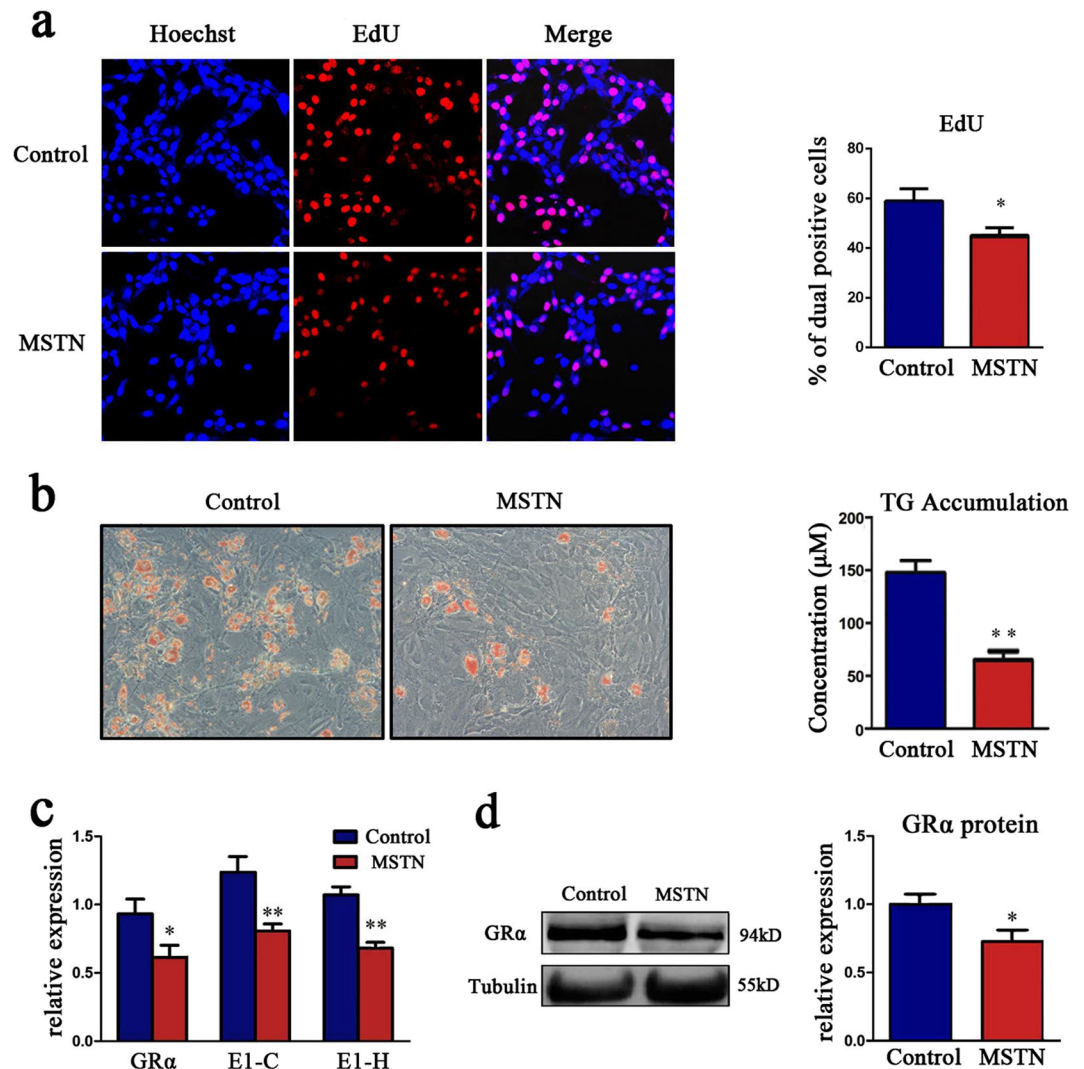 a
Hoechst EdU Merge
Control
MSTN
EdU
% of dual positive cells
80
60
40
20
0
Control MSTN
b
Control MSTN
TG Accumulation
Concentration (µM)
200
150
100
50
0
Control MSTN
c
relative expression
1.5
1.0
0.5
0.0
Control
MSTN
* ** **
GRα E1-C E1-H
d
Control MSTN
GRα 94kD
Tubulin 55kD
GRα protein
relative expression
1.5
1.0
0.5
0.0
*
Control MSTN